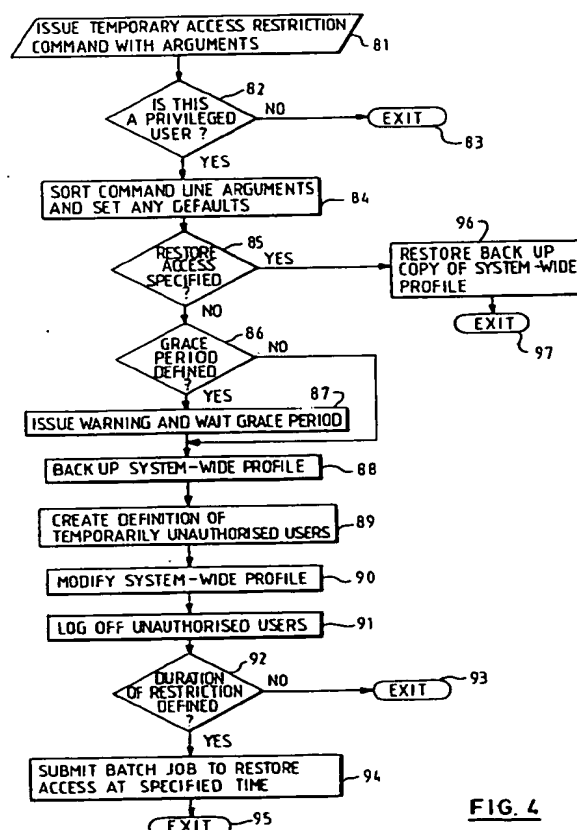 ISSUE TEMPORARY ACCESS RESTRICTION
COMMAND WITH ARGUMENTS
81
82
IS THIS
A PRIVILEGED
USER ?
NO
EXIT
83
YES
SORT COMMAND LINE ARGUMENTS
AND SET ANY DEFAULTS
84
85
RESTORE
ACCESS
SPECIFIED
?
YES
96
RESTORE BACK UP
COPY OF SYSTEM-WIDE
PROFILE
EXIT
97
NO
86
GRACE
PERIOD
DEFINED
?
NO
YES
87
ISSUE WARNING AND WAIT GRACE PERIOD
BACK UP SYSTEM-WIDE PROFILE
88
CREATE DEFINITION OF
TEMPORARILY UNAUTHORISED USERS
89
MODIFY SYSTEM-WIDE PROFILE
90
LOG OFF UNAUTHORISED USERS
91
92
DURATION
OF RESTRICTION
DEFINED
?
NO
EXIT
93
YES
SUBMIT BATCH JOB TO RESTORE
ACCESS AT SPECIFIED TIME
94
EXIT
95
FIG. 4